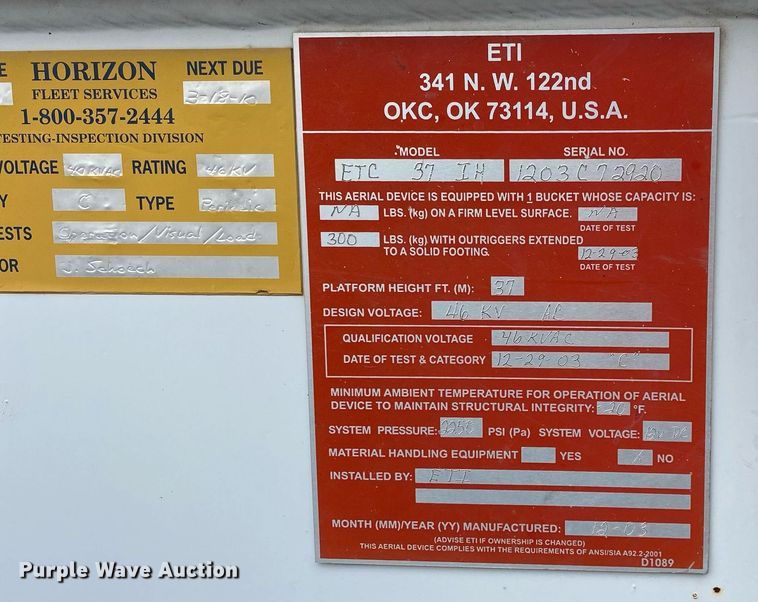 E HORIZON NEXT DUE
FLEET SERVICES 3-18-10
1-800-357-2444
TESTING-INSPECTION DIVISION
VOLTAGE 40 KVAC RATING 46 KV
Y C TYPE Periodic
ESTS Operation/Visual/Load
OR J. Schoech
ETI
341 N. W. 122nd
OKC, OK 73114, U.S.A.
MODEL SERIAL NO.
ETC 37 IH 1203C72920
THIS AERIAL DEVICE IS EQUIPPED WITH 1 BUCKET WHOSE CAPACITY IS:
NA LBS. (kg) ON A FIRM LEVEL SURFACE. NA
DATE OF TEST
300 LBS. (kg) WITH OUTRIGGERS EXTENDED
TO A SOLID FOOTING. 12-29-03
DATE OF TEST
PLATFORM HEIGHT FT. (M): 37
DESIGN VOLTAGE: 46 KV AC
QUALIFICATION VOLTAGE 46 KVAC
DATE OF TEST & CATEGORY 12-29-03 "C"
MINIMUM AMBIENT TEMPERATURE FOR OPERATION OF AERIAL
DEVICE TO MAINTAIN STRUCTURAL INTEGRITY: °F.
SYSTEM PRESSURE: 2250 PSI (Pa) SYSTEM VOLTAGE: 12V DC
MATERIAL HANDLING EQUIPMENT YES X NO
INSTALLED BY: ETI
MONTH (MM)/YEAR (YY) MANUFACTURED: 12-03
(ADVISE ETI IF OWNERSHIP IS CHANGED)
THIS AERIAL DEVICE COMPLIES WITH THE REQUIREMENTS OF ANSI/SIA A92.2-2001
D1089
Purple Wave Auction